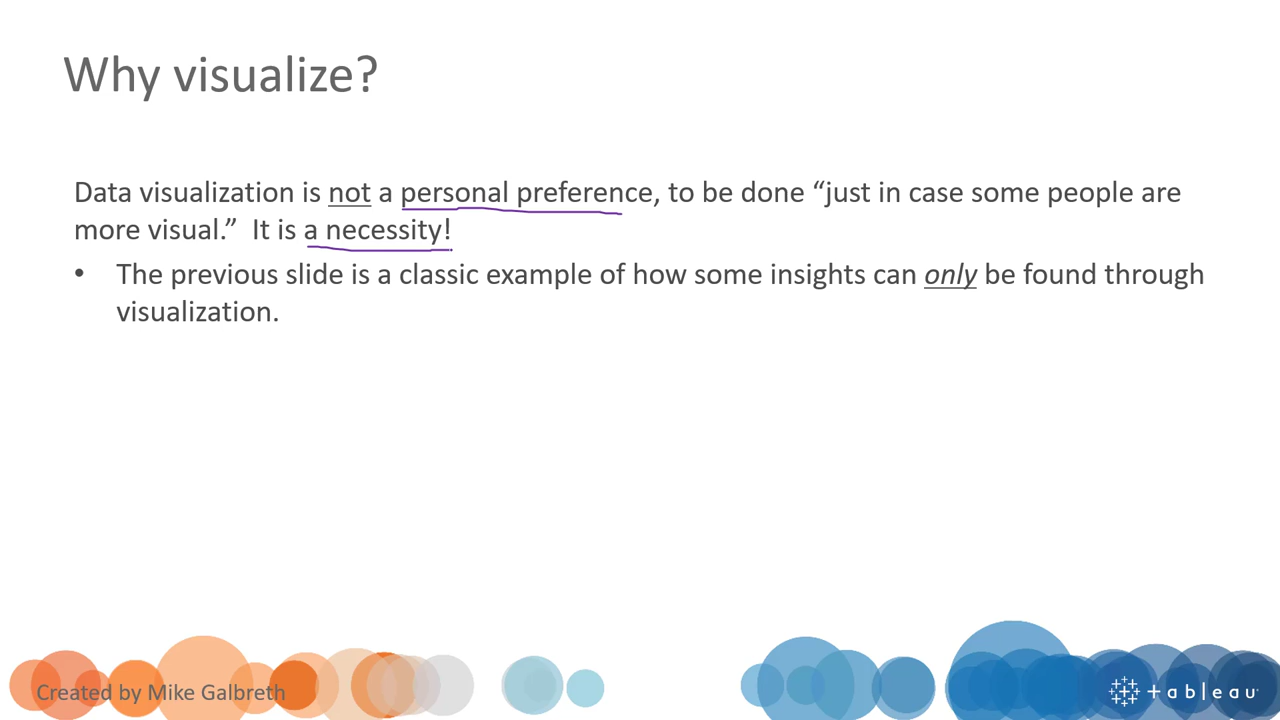 Why visualize?
Data visualization is not a personal preference, to be done “just in case some people are
more visual.” It is a necessity!
• The previous slide is a classic example of how some insights can only be found through
visualization.
Created by Mike Galbreth
tableau